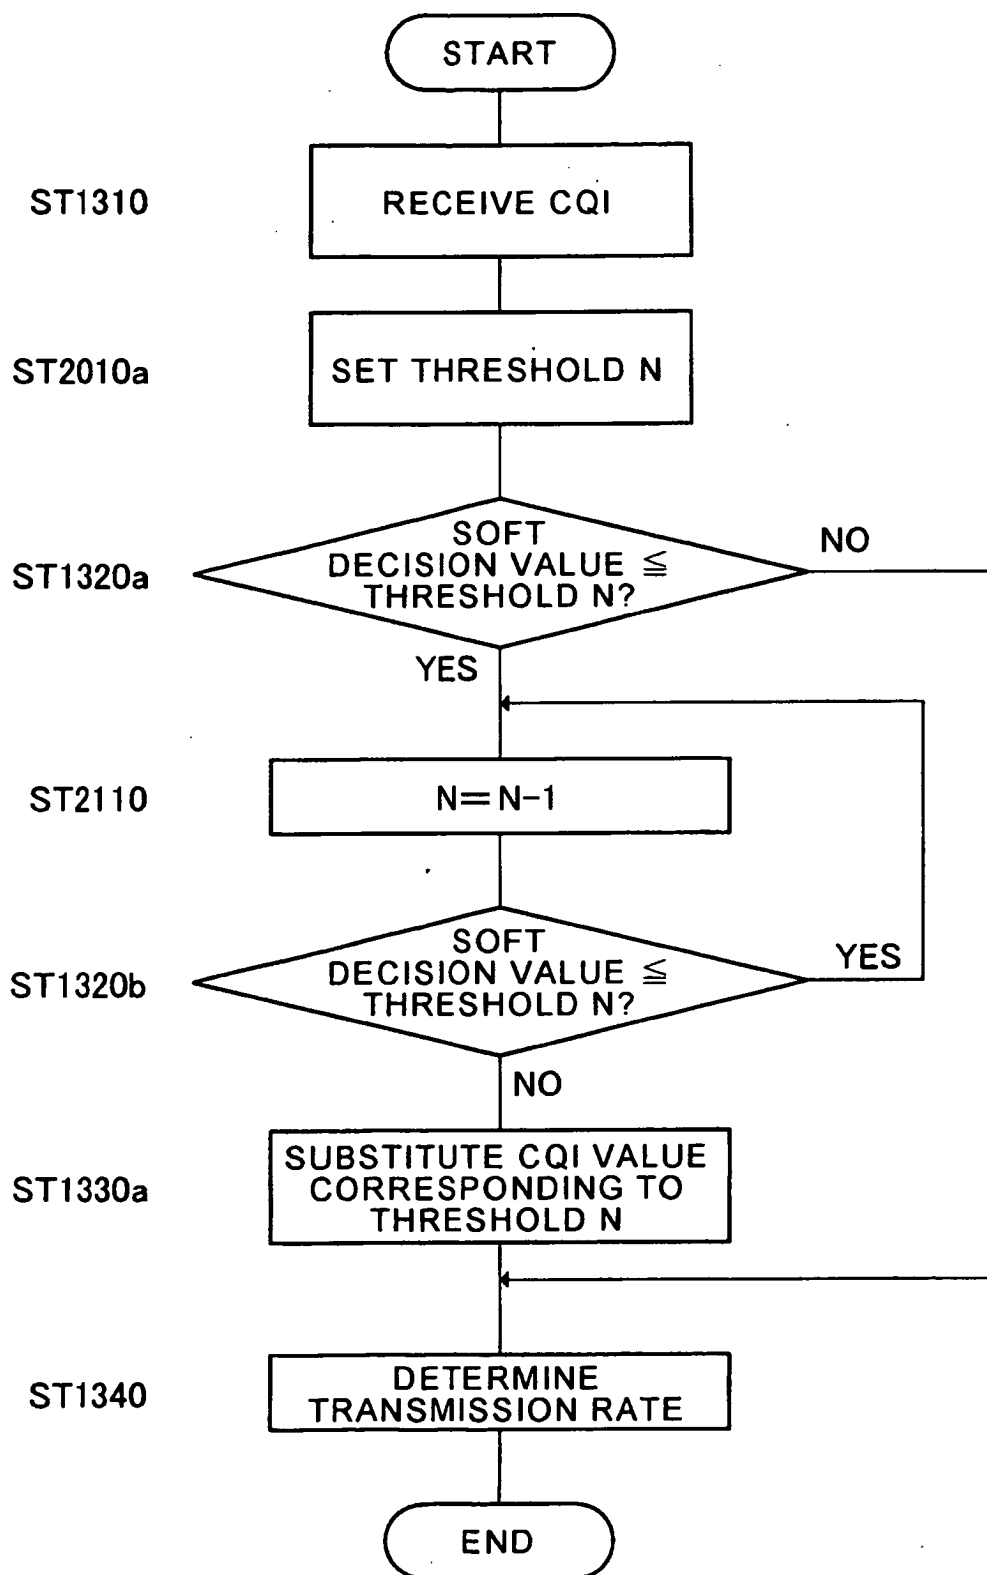 START
ST1310
RECEIVE CQI
ST2010a
SET THRESHOLD N
ST1320a
SOFT
DECISION VALUE ≦
THRESHOLD N?
NO
YES
ST2110
N=N-1
ST1320b
SOFT
DECISION VALUE ≦
THRESHOLD N?
YES
NO
ST1330a
SUBSTITUTE CQI VALUE
CORRESPONDING TO
THRESHOLD N
ST1340
DETERMINE
TRANSMISSION RATE
END